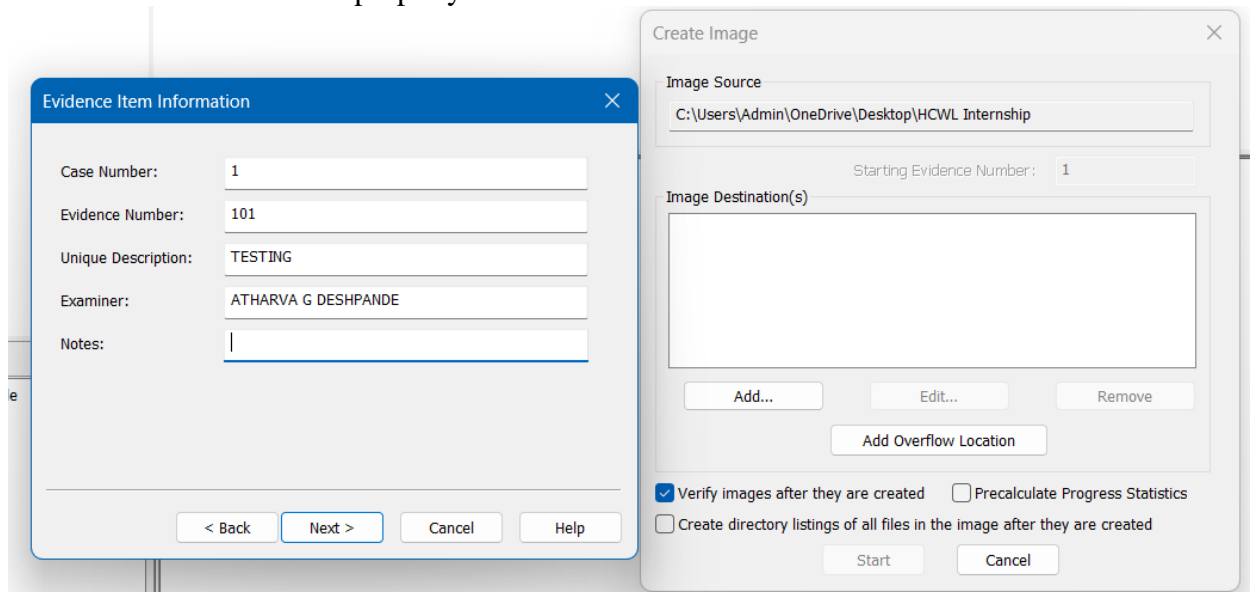 Evidence Item Information
Case Number: 1
Evidence Number: 101
Unique Description: TESTING
Examiner: ATHARVA G DESHPANDE
Notes:
< Back Next > Cancel Help
Create Image
Image Source
C:\Users\Admin\OneDrive\Desktop\HCWL Internship
Starting Evidence Number: 1
Image Destination(s)
Add... Edit... Remove
Add Overflow Location
Verify images after they are created Precalculate Progress Statistics
Create directory listings of all files in the image after they are created
Start Cancel